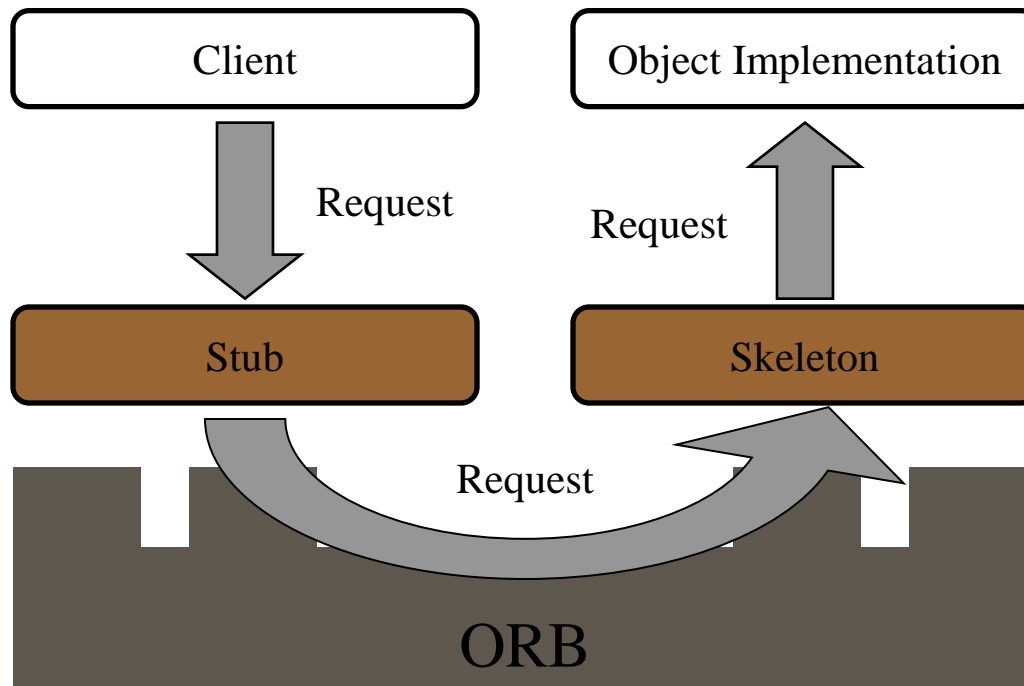 Client
Object Implementation
Request
Request
Stub
Skeleton
Request
ORB